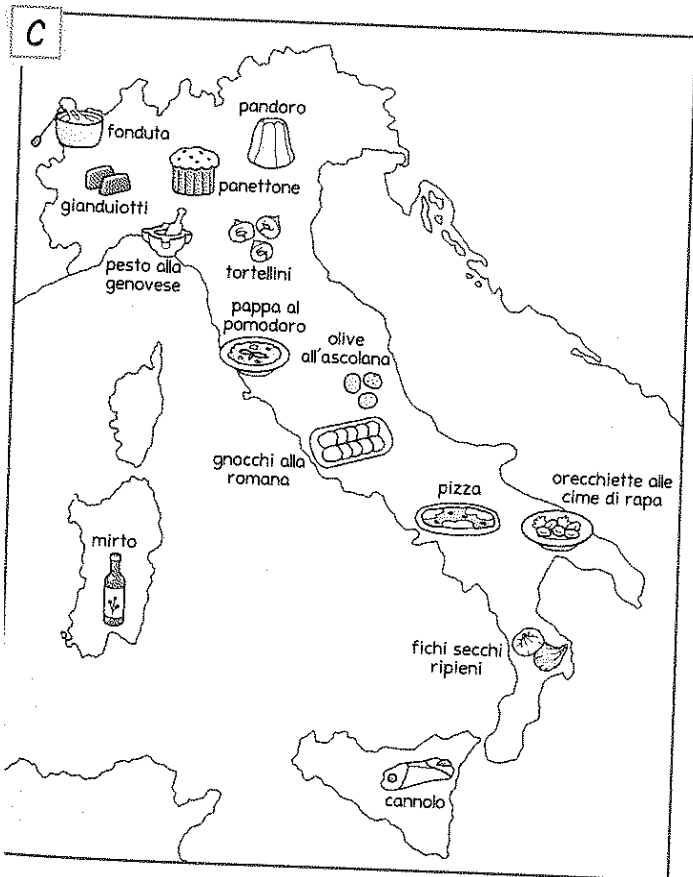 C
pandoro
fonduta
panettone
gianduiotti
pesto alla
genovese
tortellini
pappa al
pomodoro
olive
all'ascolana
gnocchi alla
romana
pizza
orecchiette alle
cime di rapa
mirto
fichi secchi
ripieni
cannolo